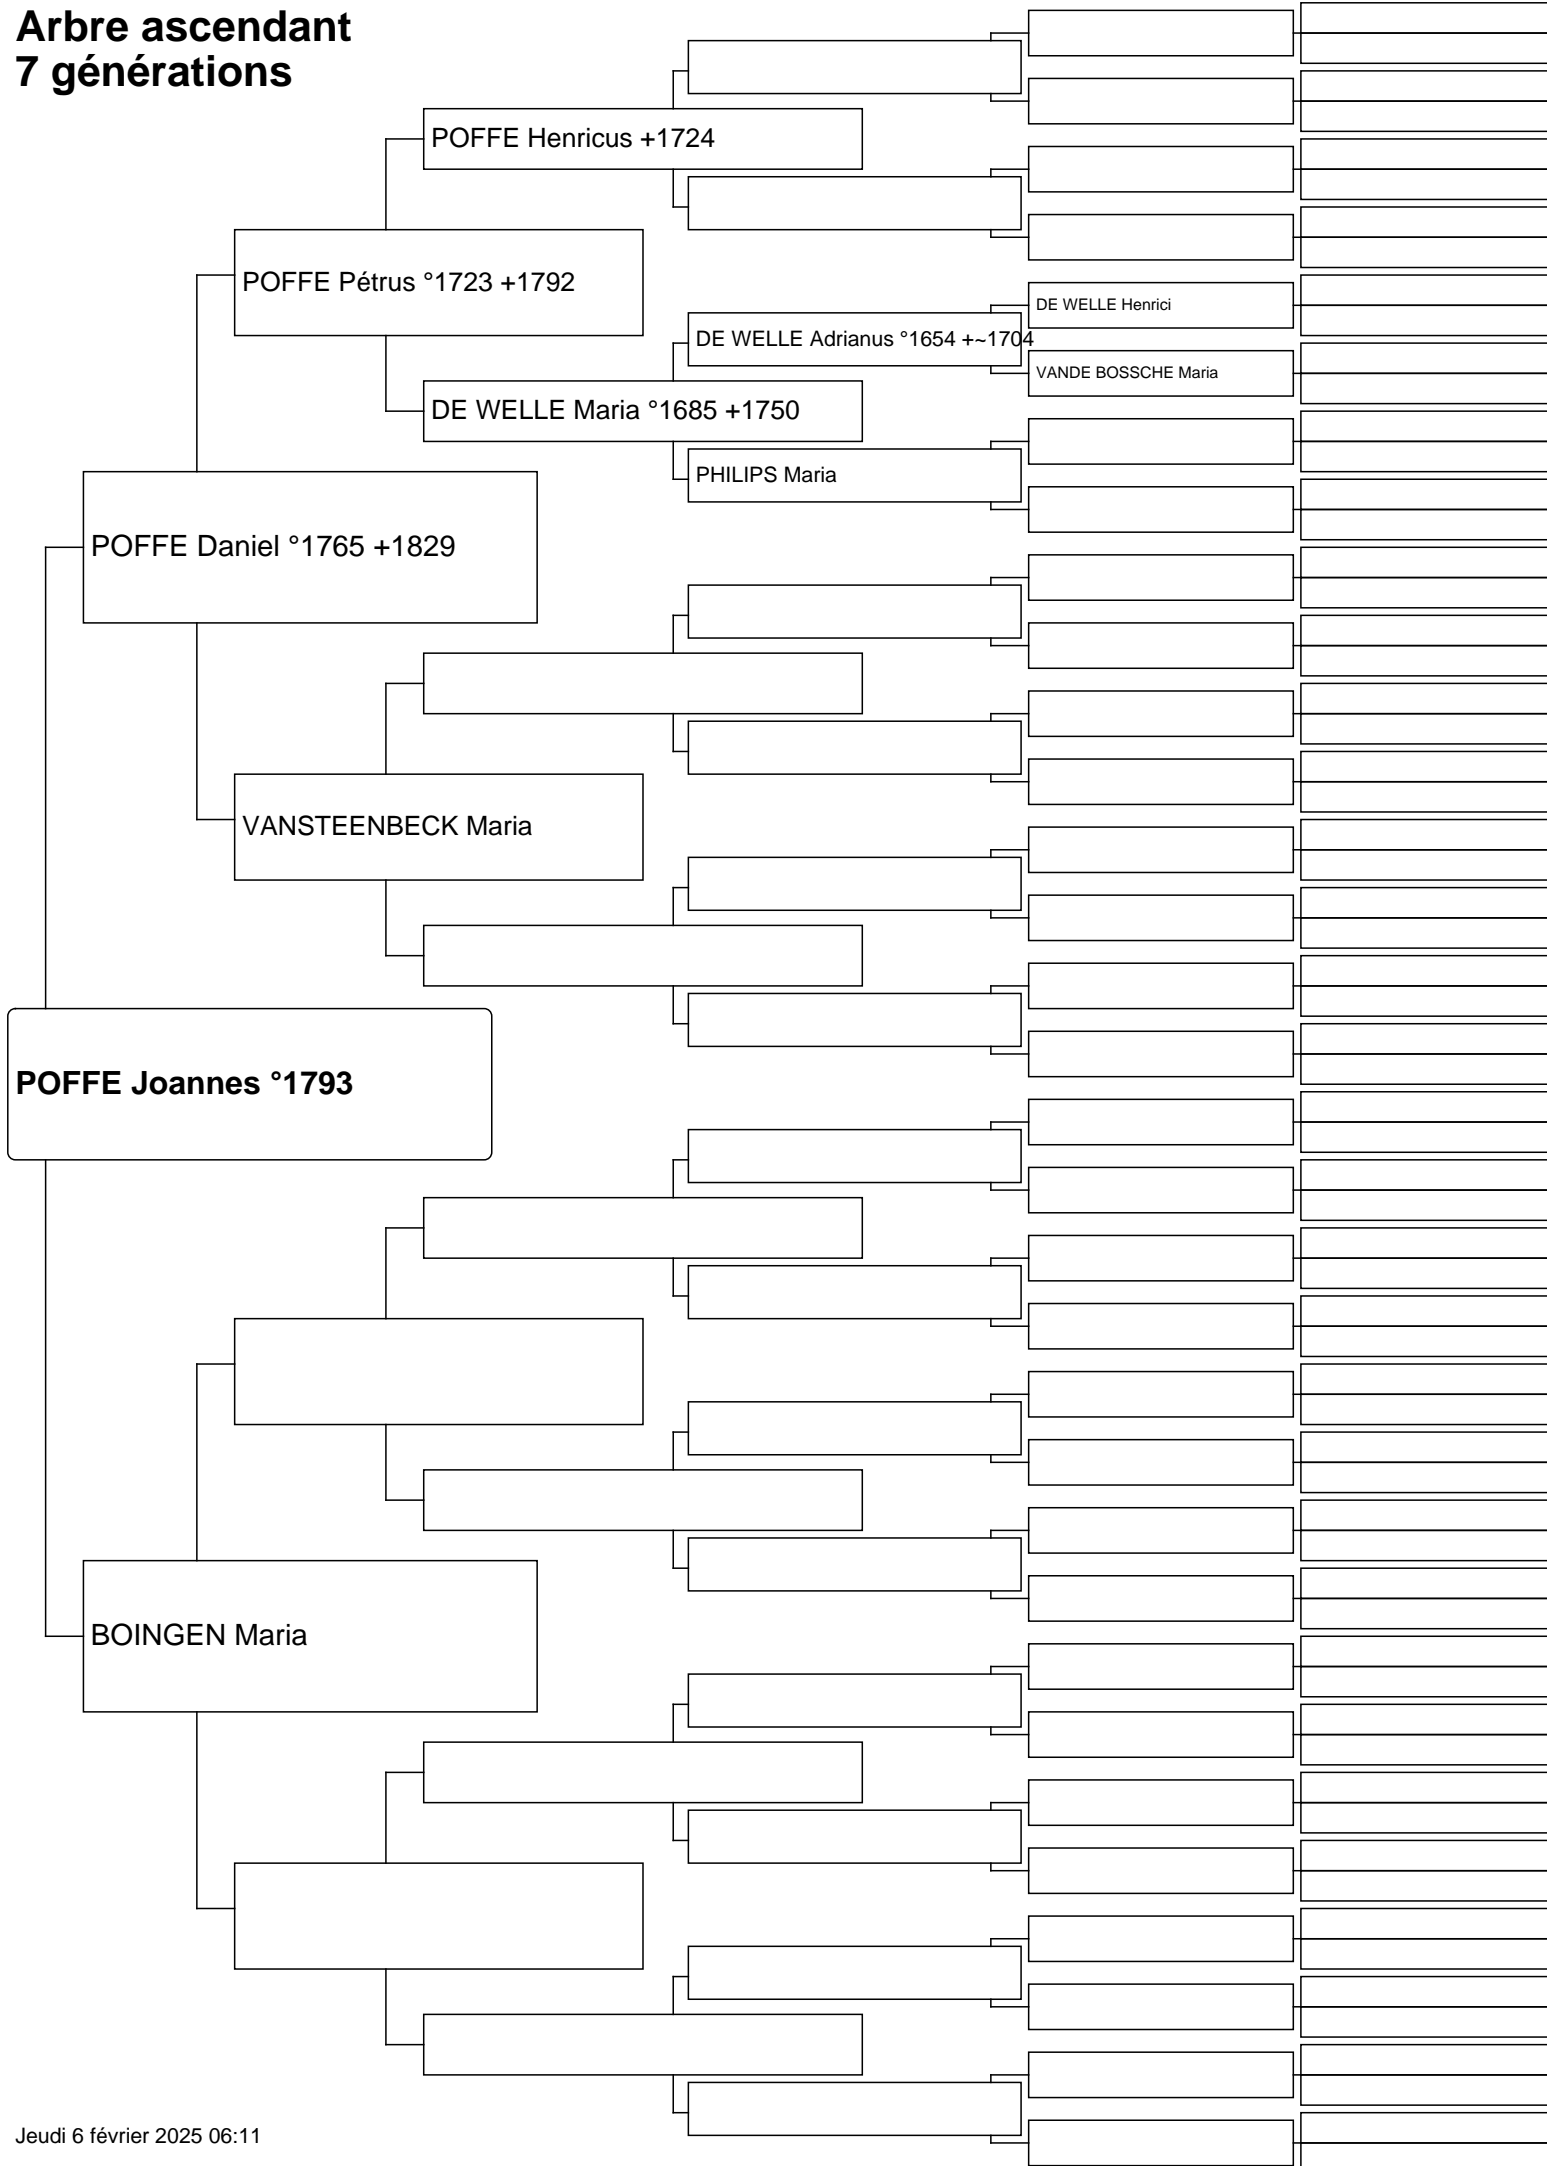 Arbre ascendant
7 générations
POFFE Henricus +1724
POFFE Pétrus °1723 +1792
DE WELLE Henrici
DE WELLE Adrianus °1654 +~1704
VANDE BOSSCHE Maria
DE WELLE Maria °1685 +1750
PHILIPS Maria
POFFE Daniel °1765 +1829
VANSTEENBECK Maria
POFFE Joannes °1793
BOINGEN Maria
Jeudi 6 février 2025 06:11